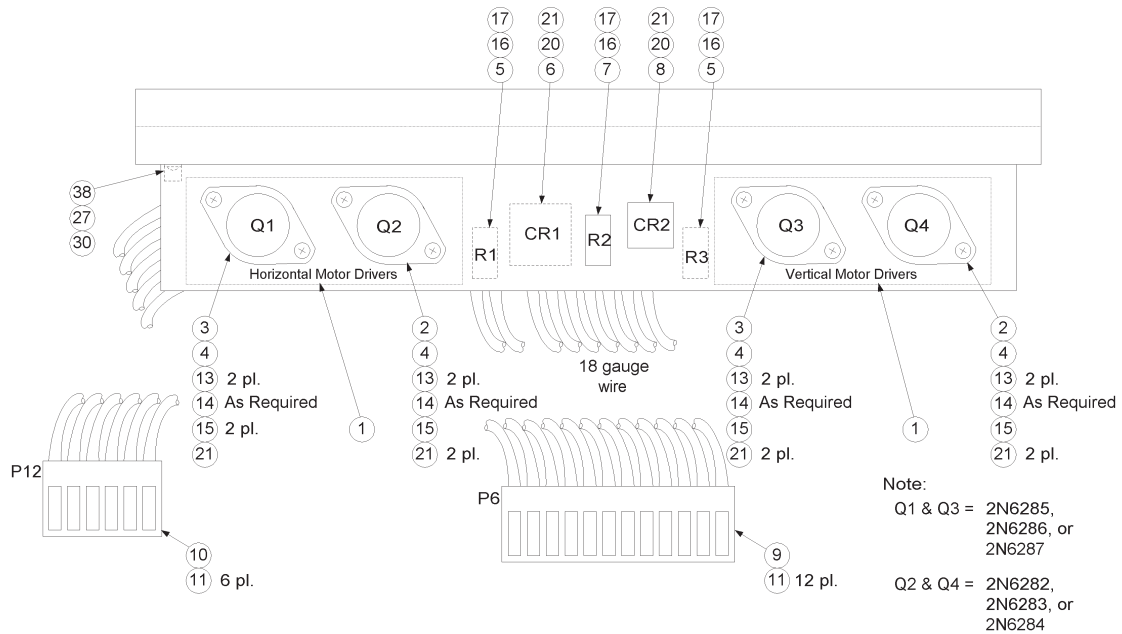 17 21 17 21 17
16 20 16 20 16
5 6 7 8 5
38
27
30
Q1 Q2
Horizontal Motor Drivers
R1 CR1 R2 CR2 R3
Q3 Q4
Vertical Motor Drivers
18 gauge
wire
3
4
13 2 pl.
14 As Required
15 2 pl.
21
1
2
4
13 2 pl.
14 As Required
15
21 2 pl.
3
4
13 2 pl.
14 As Required
15
21 2 pl.
1
2
4
13 2 pl.
14 As Required
15
21 2 pl.
P12
10
11 6 pl.
P6
9
11 12 pl.
Note:
Q1 & Q3 = 2N6285,
2N6286, or
2N6287
Q2 & Q4 = 2N6282,
2N6283, or
2N6284